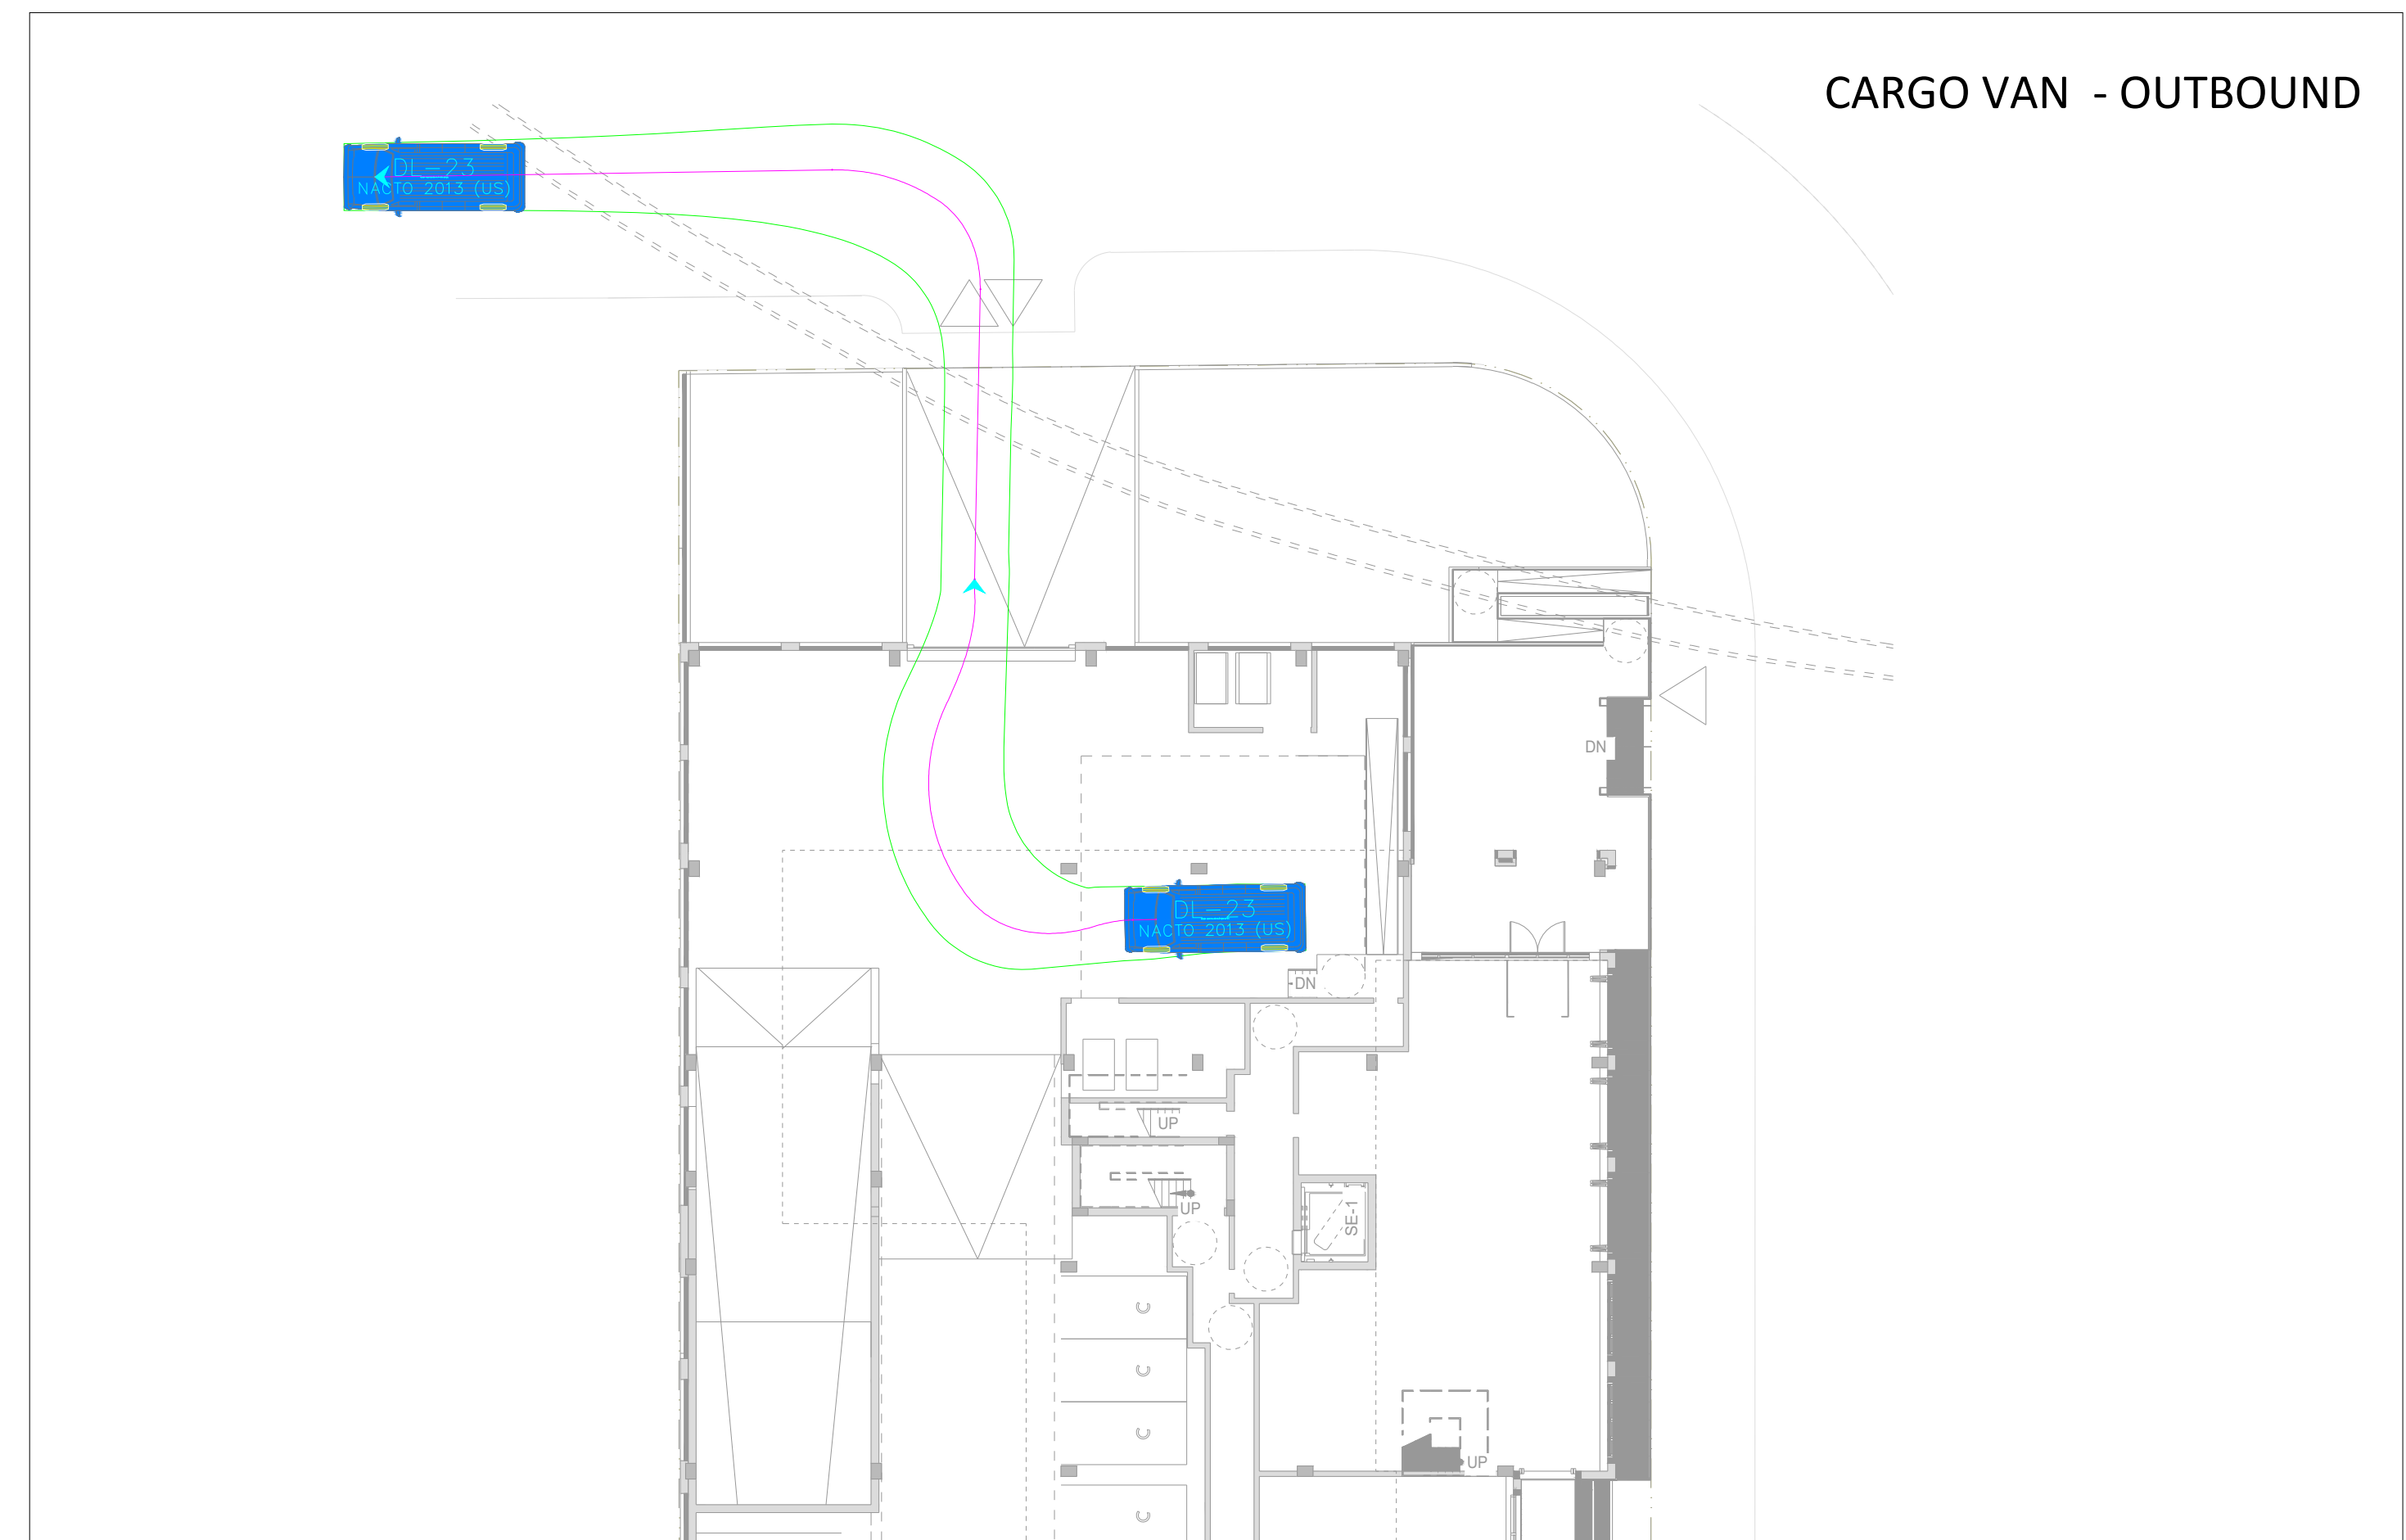 CARGO VAN - OUTBOUND
DL-23
NACTO 2013 (US)
DN
DL-23
NACTO 2013 (US)
DN
UP
UP
SE-1
C
C
C
UP
C